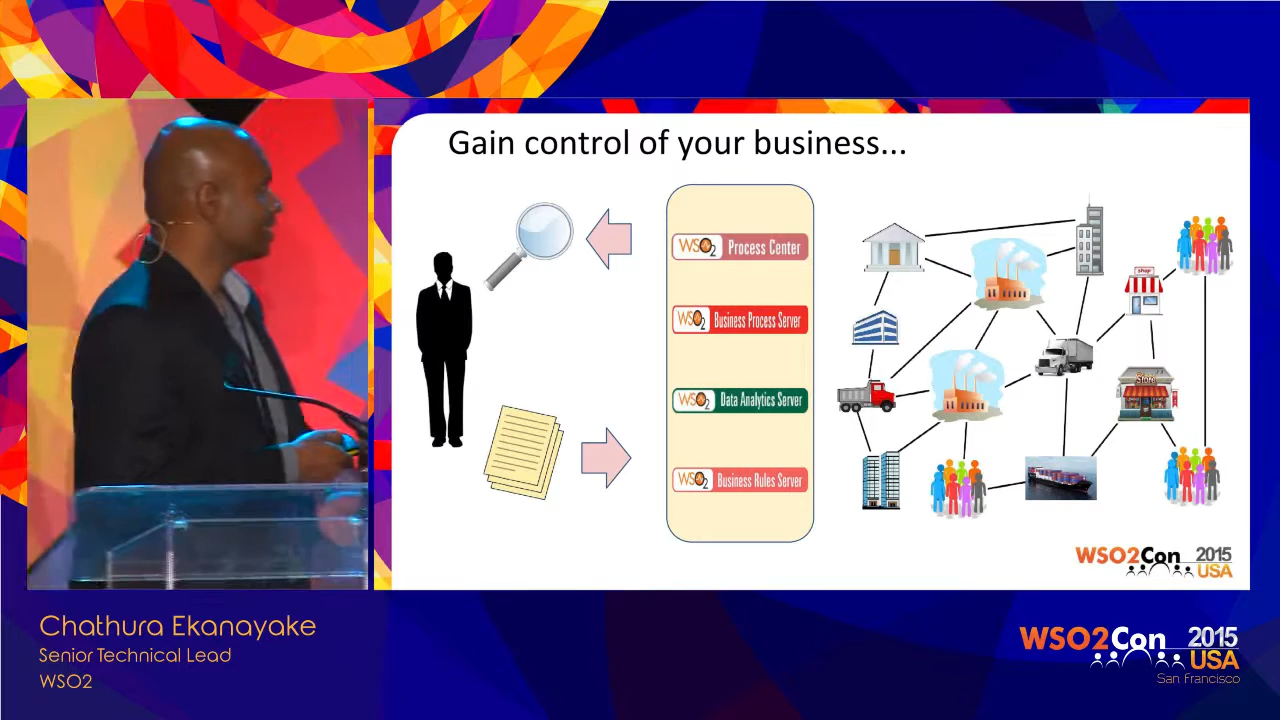 Gain control of your business...
WSO2 Process Center
WSO2 Business Process Server
WSO2 Data Analytics Server
WSO2 Business Rules Server
shop
WSO2Con 2015
USA
Chathura Ekanayake
Senior Technical Lead
WSO2
WSO2Con 2015
USA
San Francisco